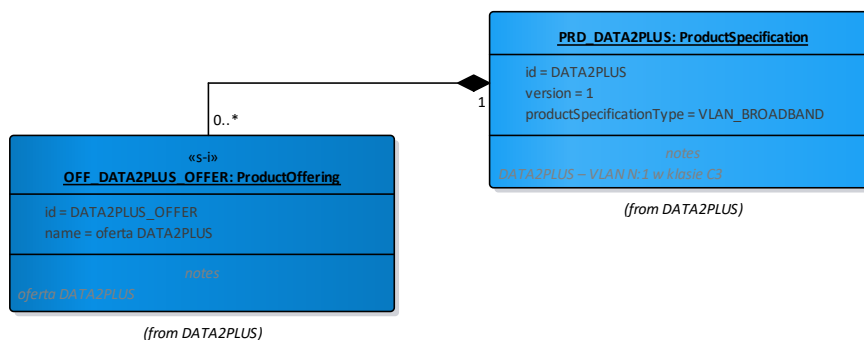 PRD_DATA2PLUS: ProductSpecification
id = DATA2PLUS
version = 1
productSpecificationType = VLAN_BROADBAND
notes
DATA2PLUS – VLAN N:1 w klasie C3
(from DATA2PLUS)
1
0..*
«s-i»
OFF_DATA2PLUS_OFFER: ProductOffering
id = DATA2PLUS_OFFER
name = oferta DATA2PLUS
notes
oferta DATA2PLUS
(from DATA2PLUS)